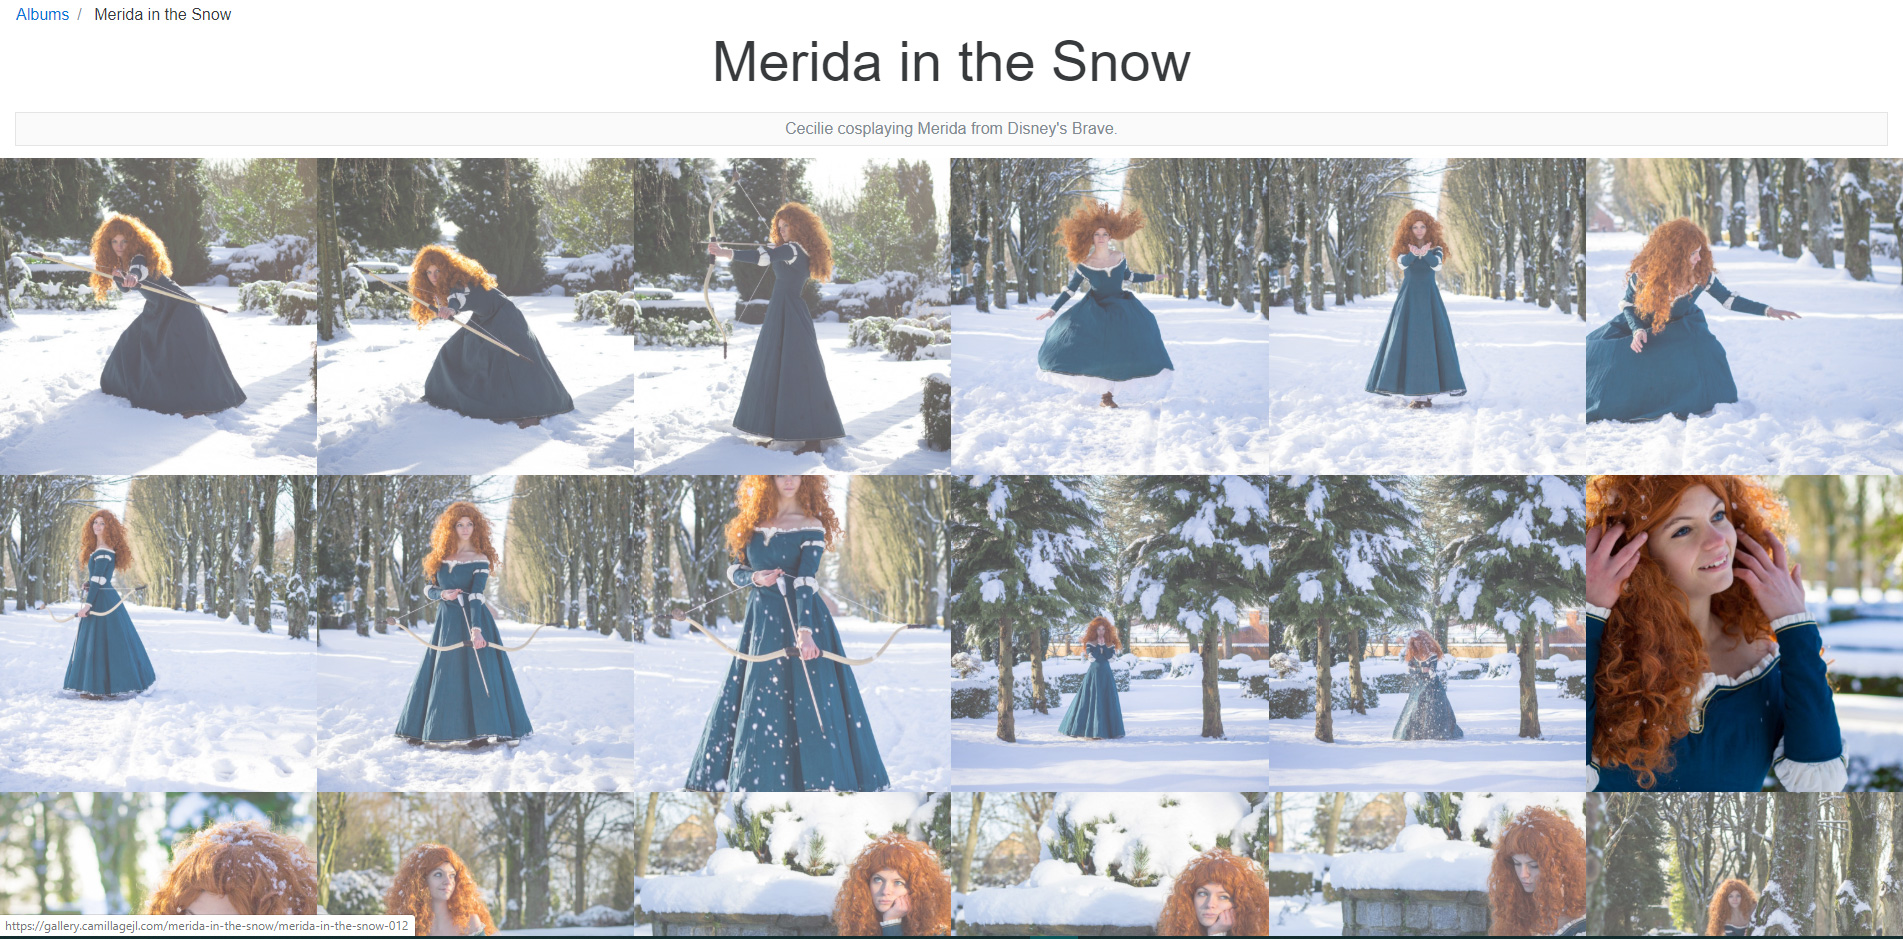 Albums / Merida in the Snow
Merida in the Snow
Cecilie cosplaying Merida from Disney's Brave.
https://gallery.camillagejl.com/merida-in-the-snow/merida-in-the-snow-012